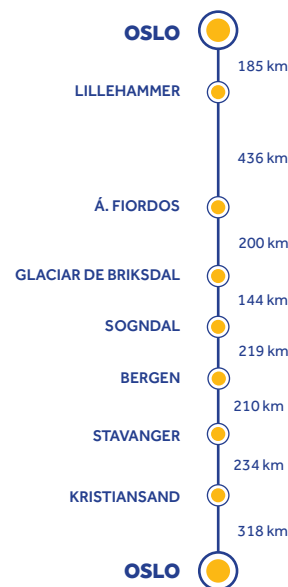 OSLO
185 km
LILLEHAMMER
436 km
Á. FIORDOS
200 km
GLACIAR DE BRIKSDAL
144 km
SOGNDAL
219 km
BERGEN
210 km
STAVANGER
234 km
KRISTIANSAND
318 km
OSLO